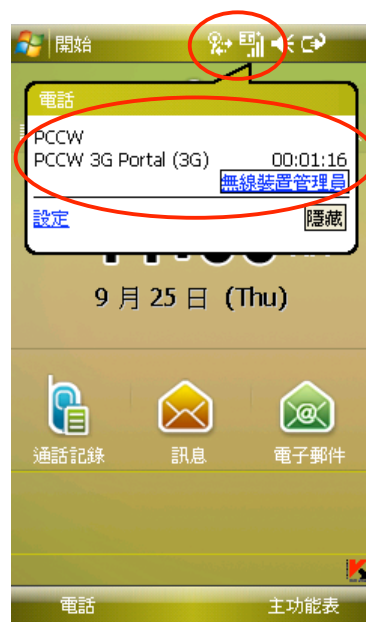 開始
電話
PCCW
PCCW 3G Portal (3G) 00:01:16
無線裝置管理員
設定 隱藏
9 月 25 日 (Thu)
通話記錄 訊息 電子郵件
電話 主功能表